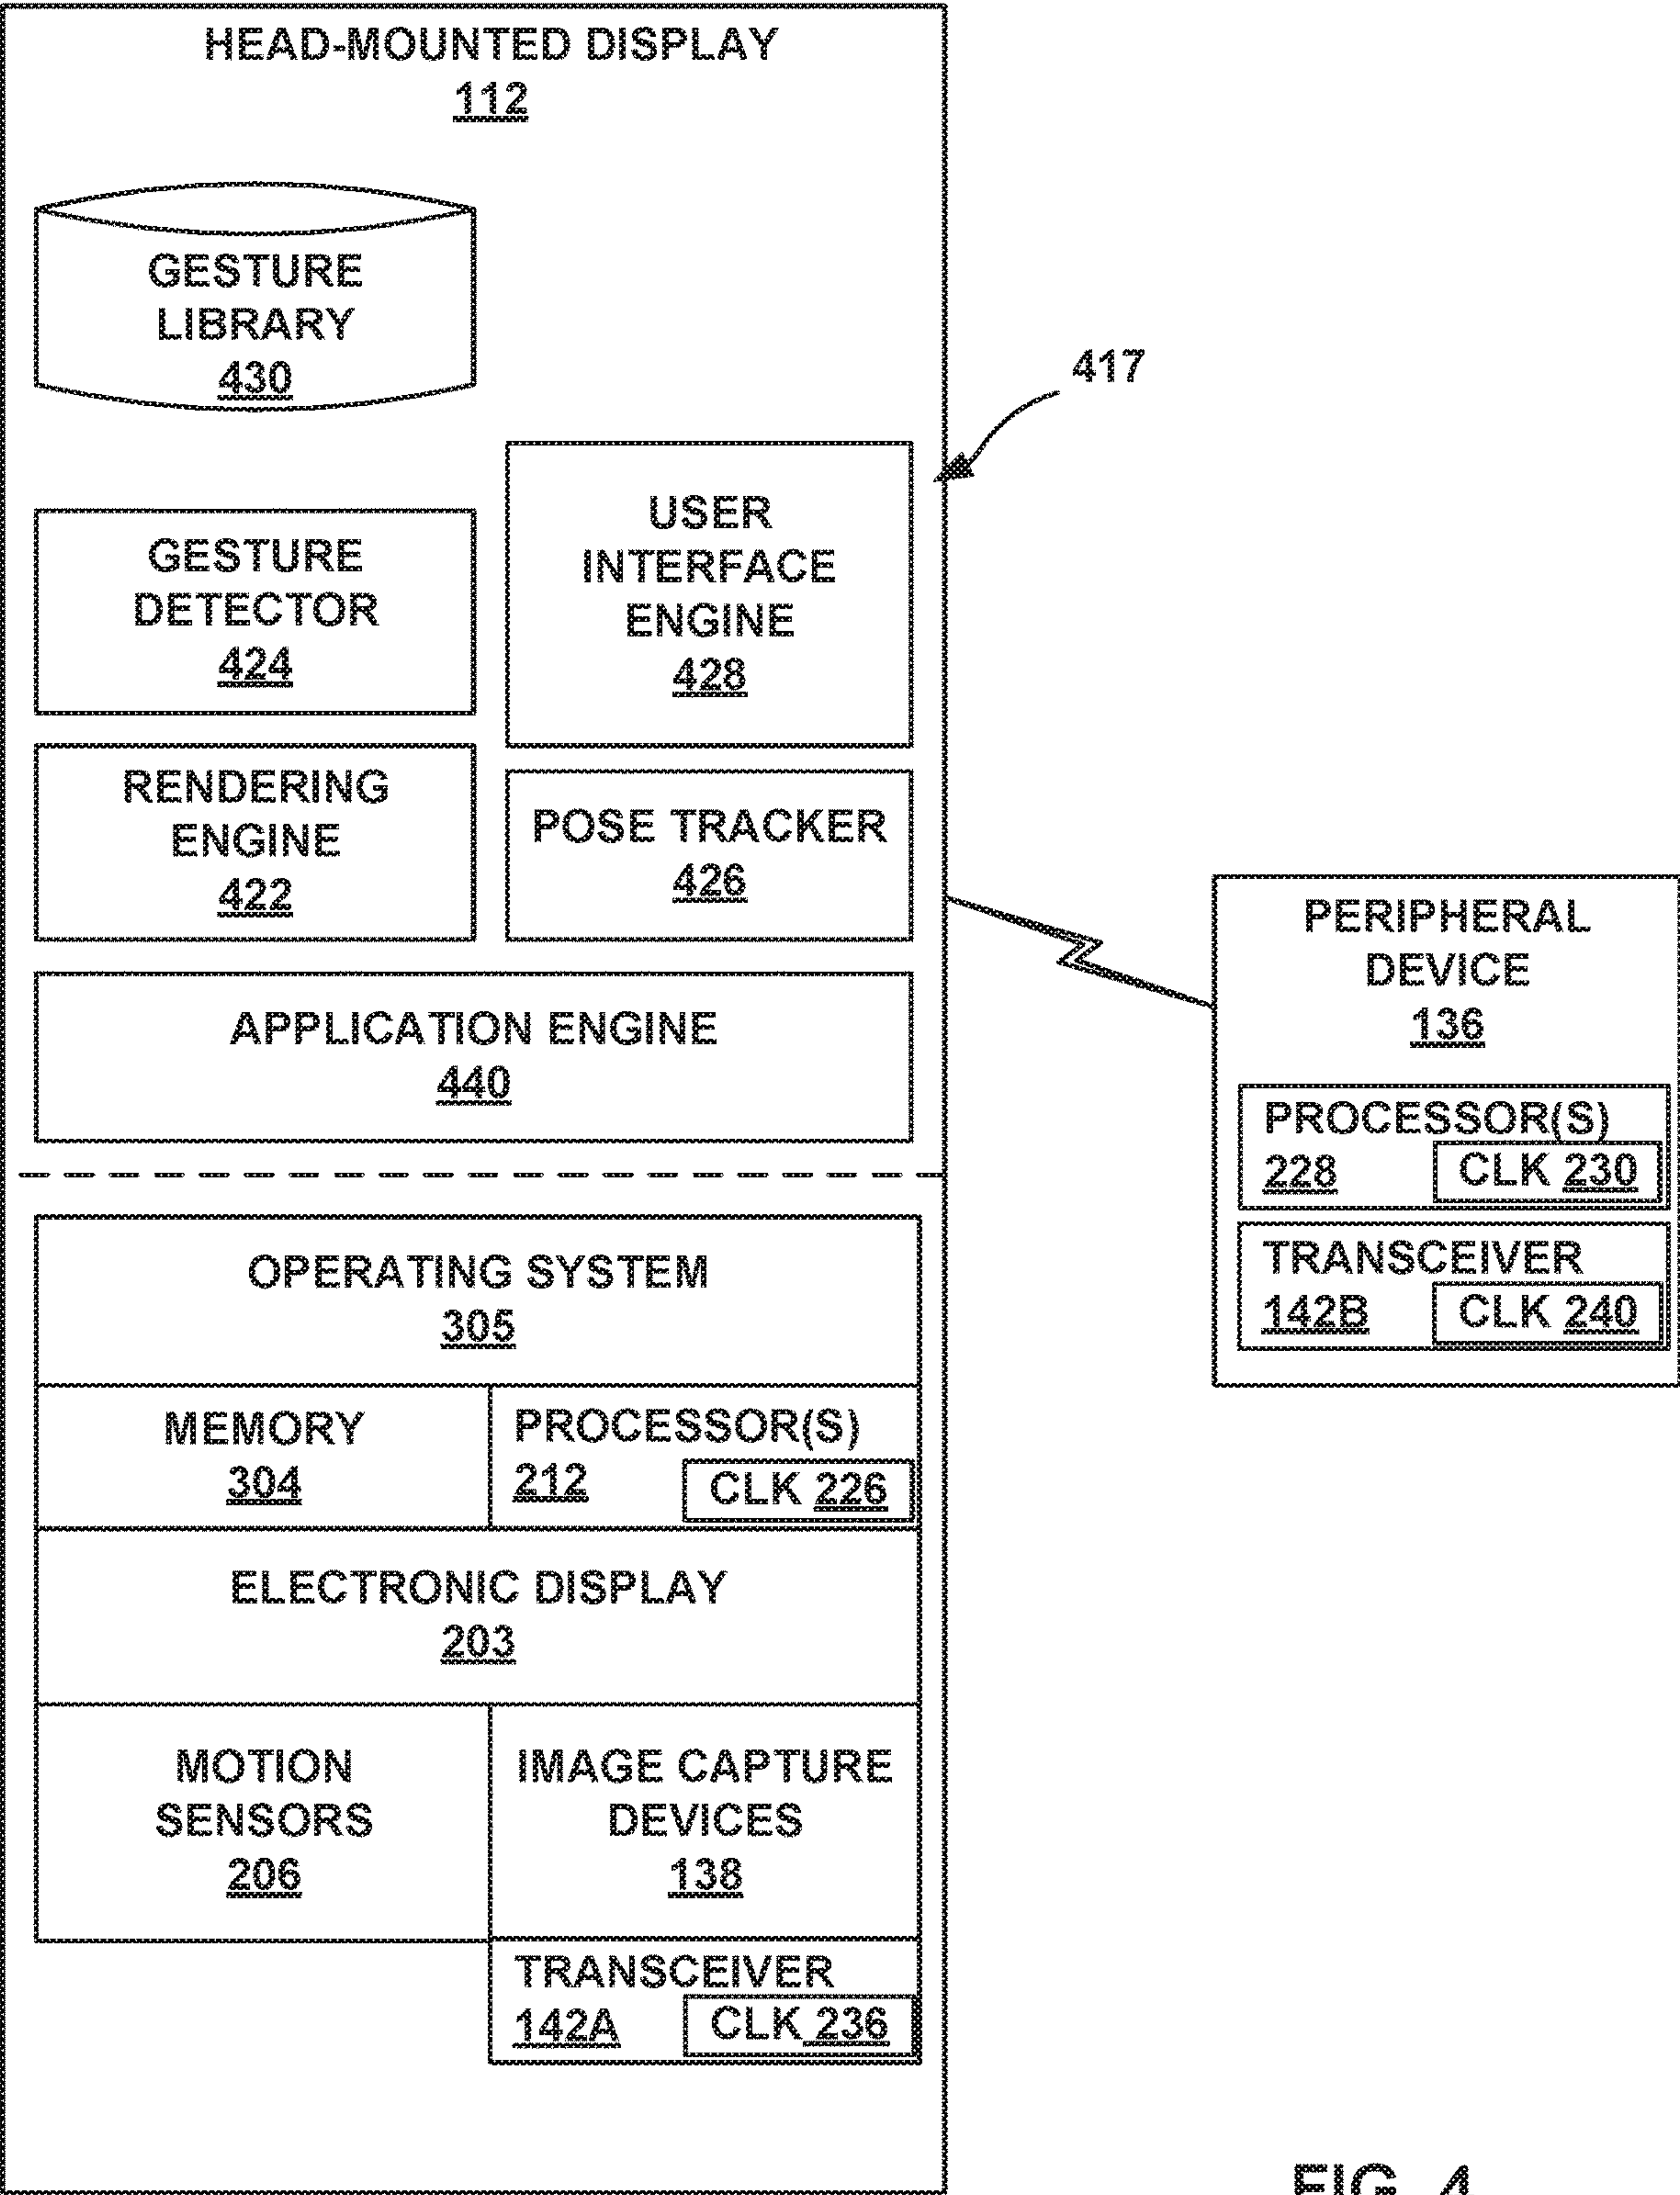 HEAD-MOUNTED DISPLAY
112
GESTURE
LIBRARY
430
417
USER
INTERFACE
ENGINE
428
GESTURE
DETECTOR
424
RENDERING
ENGINE
422
POSE TRACKER
426
APPLICATION ENGINE
440
PERIPHERAL
DEVICE
136
PROCESSOR(S)
228 CLK 230
TRANSCEIVER
142B CLK 240
OPERATING SYSTEM
305
MEMORY
304
PROCESSOR(S)
212 CLK 226
ELECTRONIC DISPLAY
203
MOTION
SENSORS
206
IMAGE CAPTURE
DEVICES
138
TRANSCEIVER
142A CLK 236
FIG. 4